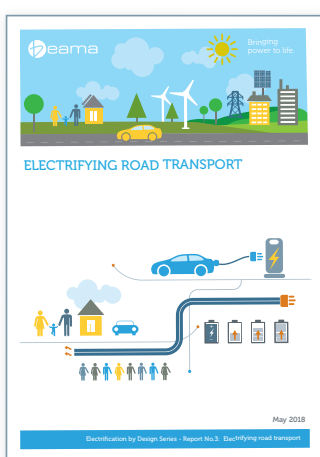 beama
Bringing
power to life
ELECTRIFYING ROAD TRANSPORT
May 2018
Electrification by Design Series - Report No.3: Electrifying road transport